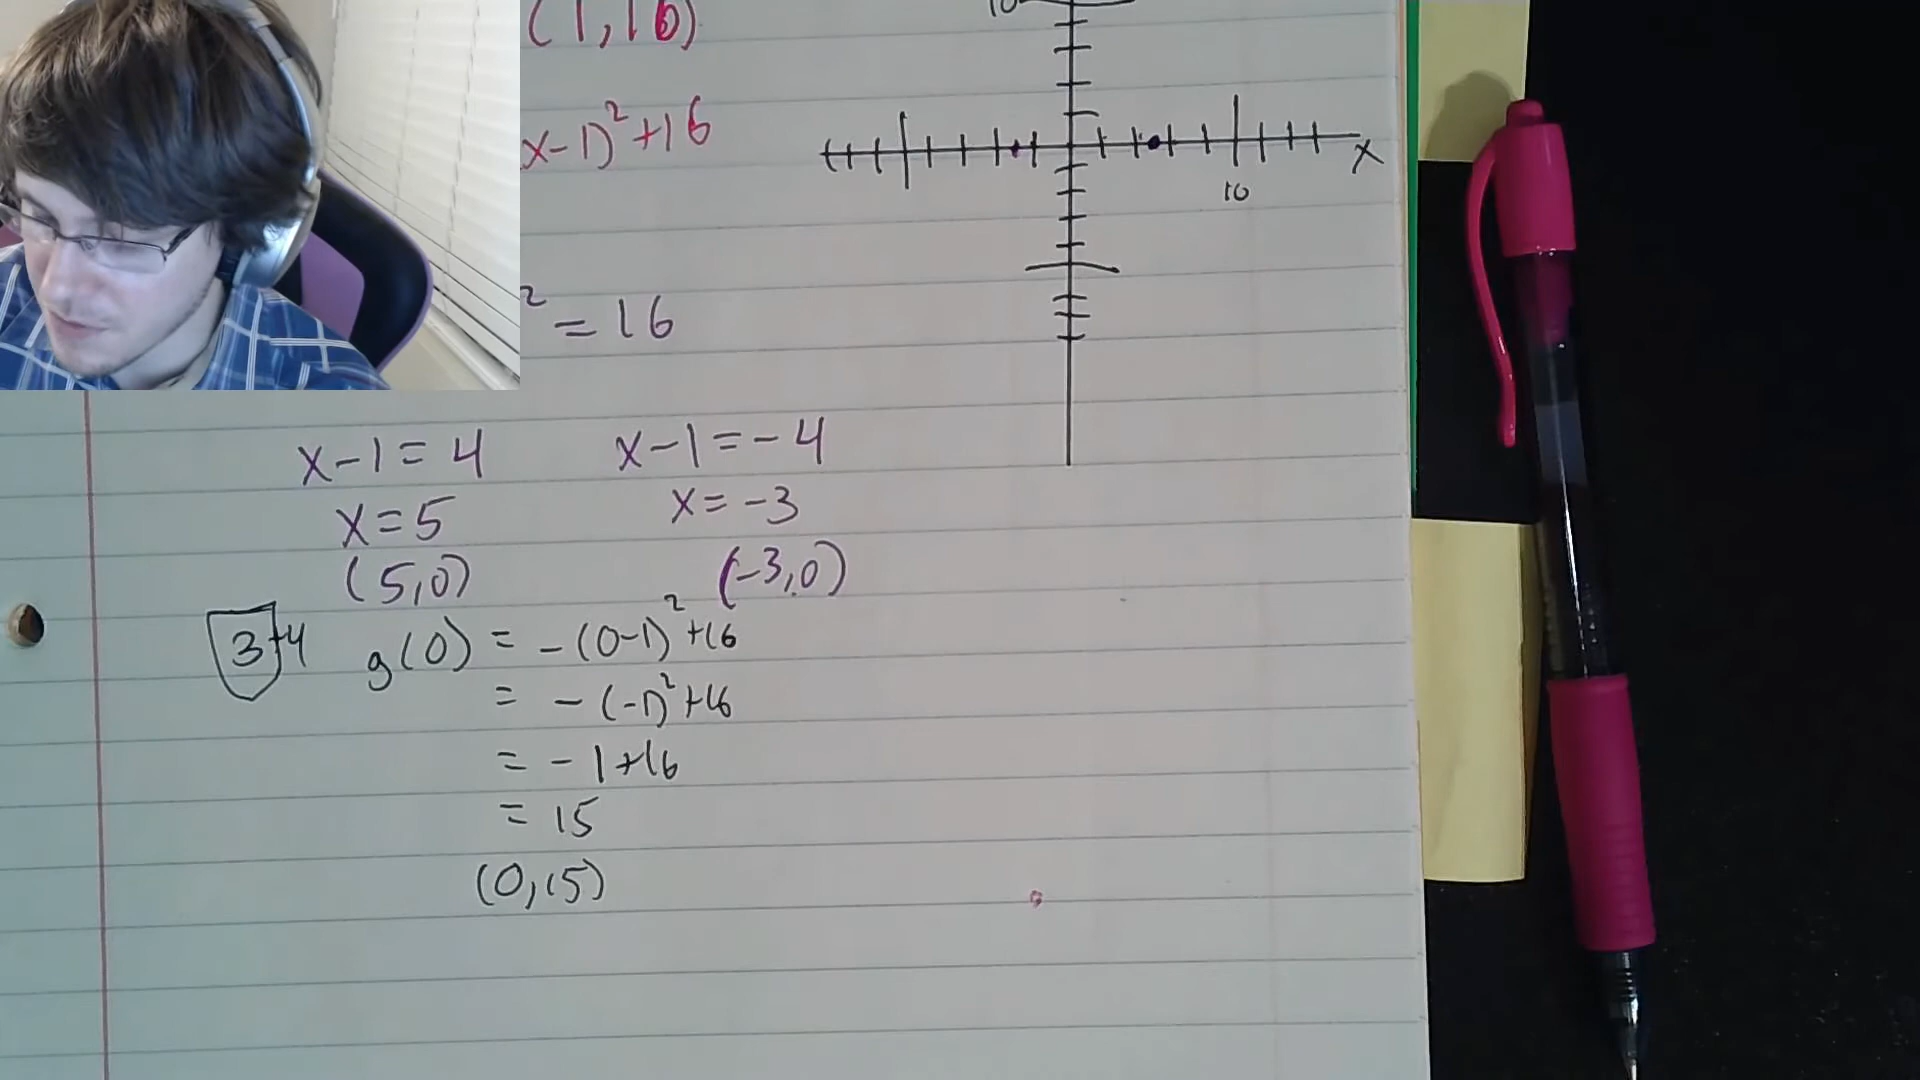 (1,16)
x-1)²+16
² = 16
10
10
x
x-1=4
x=5
(5,0)
x-1=-4
x=-3
(-3,0)
3+4 g(0) = -(0-1)²+16
= -(-1)²+16
= -1+16
= 15
(0,15)